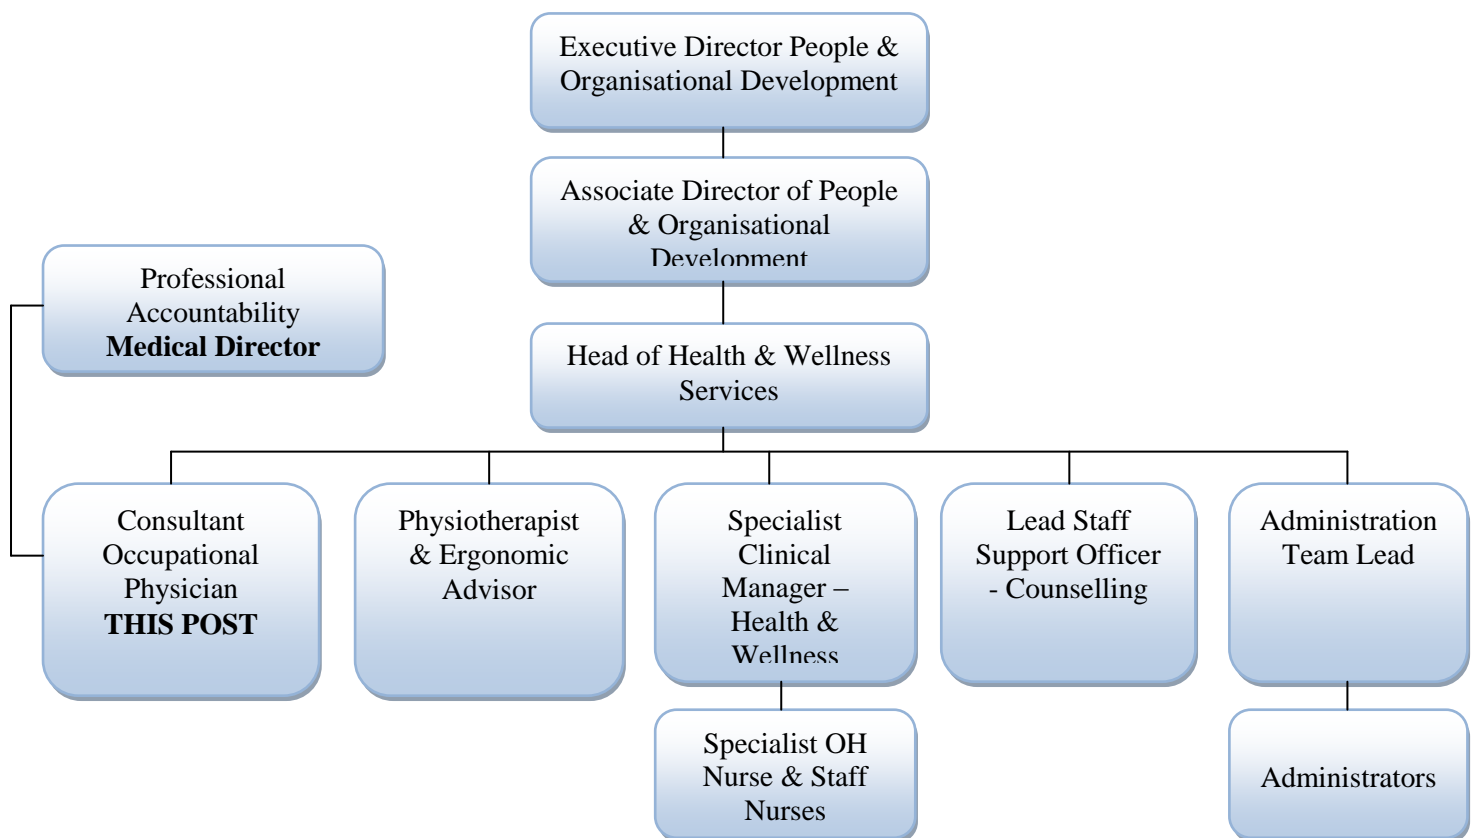 Executive Director People &
Organisational Development
Associate Director of People
& Organisational
Development
Professional
Accountability
Medical Director
Head of Health & Wellness
Services
Consultant
Occupational
Physician
THIS POST
Physiotherapist
& Ergonomic
Advisor
Specialist
Clinical
Manager –
Health &
Wellness
Lead Staff
Support Officer
- Counselling
Administration
Team Lead
Specialist OH
Nurse & Staff
Nurses
Administrators